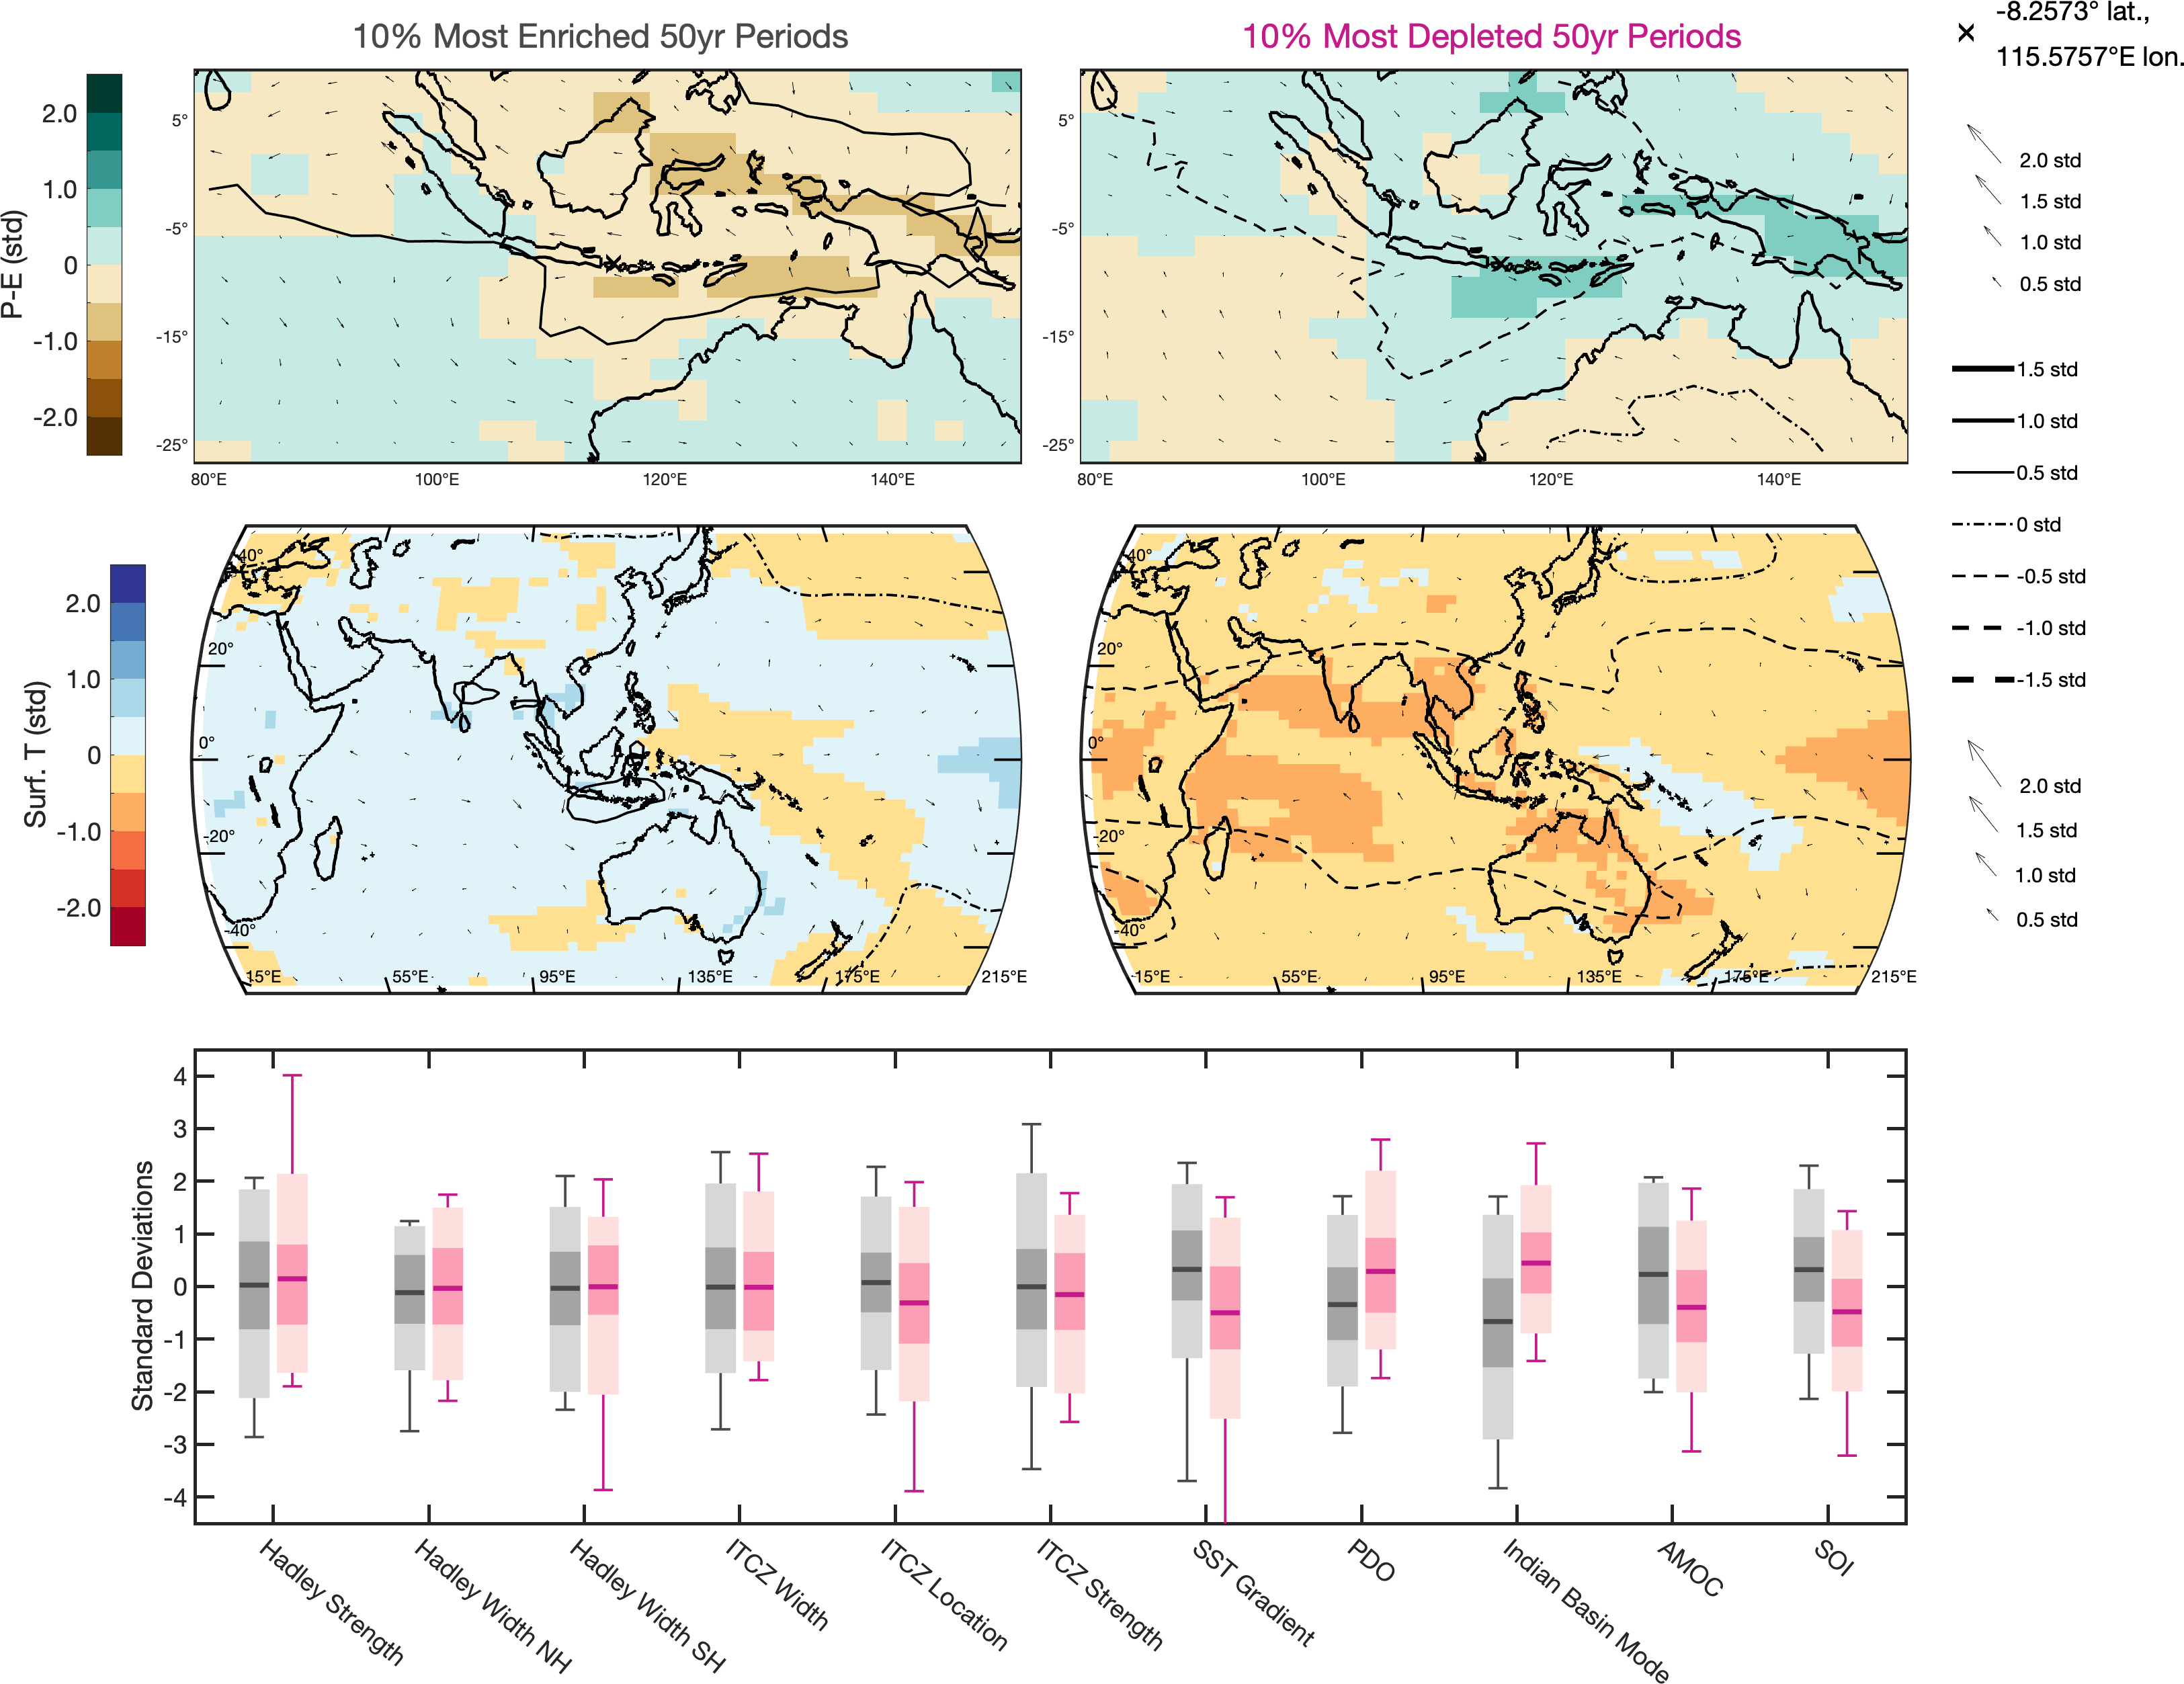 10% Most Enriched 50yr Periods
10% Most Depleted 50yr Periods
-8.2573° lat.,
115.5757°E lon.
P-E (std)
2.0
1.0
0
-1.0
-2.0
5°
-5°
-15°
-25°
80°E
100°E
120°E
140°E
5°
-5°
-15°
-25°
80°E
100°E
120°E
140°E
2.0 std
1.5 std
1.0 std
0.5 std
1.5 std
1.0 std
0.5 std
0 std
-0.5 std
-1.0 std
-1.5 std
Surf. T (std)
2.0
1.0
0
-1.0
-2.0
40°
20°
0°
-20°
-40°
15°E
55°E
95°E
135°E
175°E
215°E
40°
20°
0°
-20°
-40°
15°E
55°E
95°E
135°E
175°E
215°E
2.0 std
1.5 std
1.0 std
0.5 std
Standard Deviations
4
3
2
1
0
-1
-2
-3
-4
Hadley Strength
Hadley Width NH
Hadley Width SH
ITCZ Width
ITCZ Location
ITCZ Strength
SST Gradient
PDO
Indian Basin Mode
AMOC
SOI